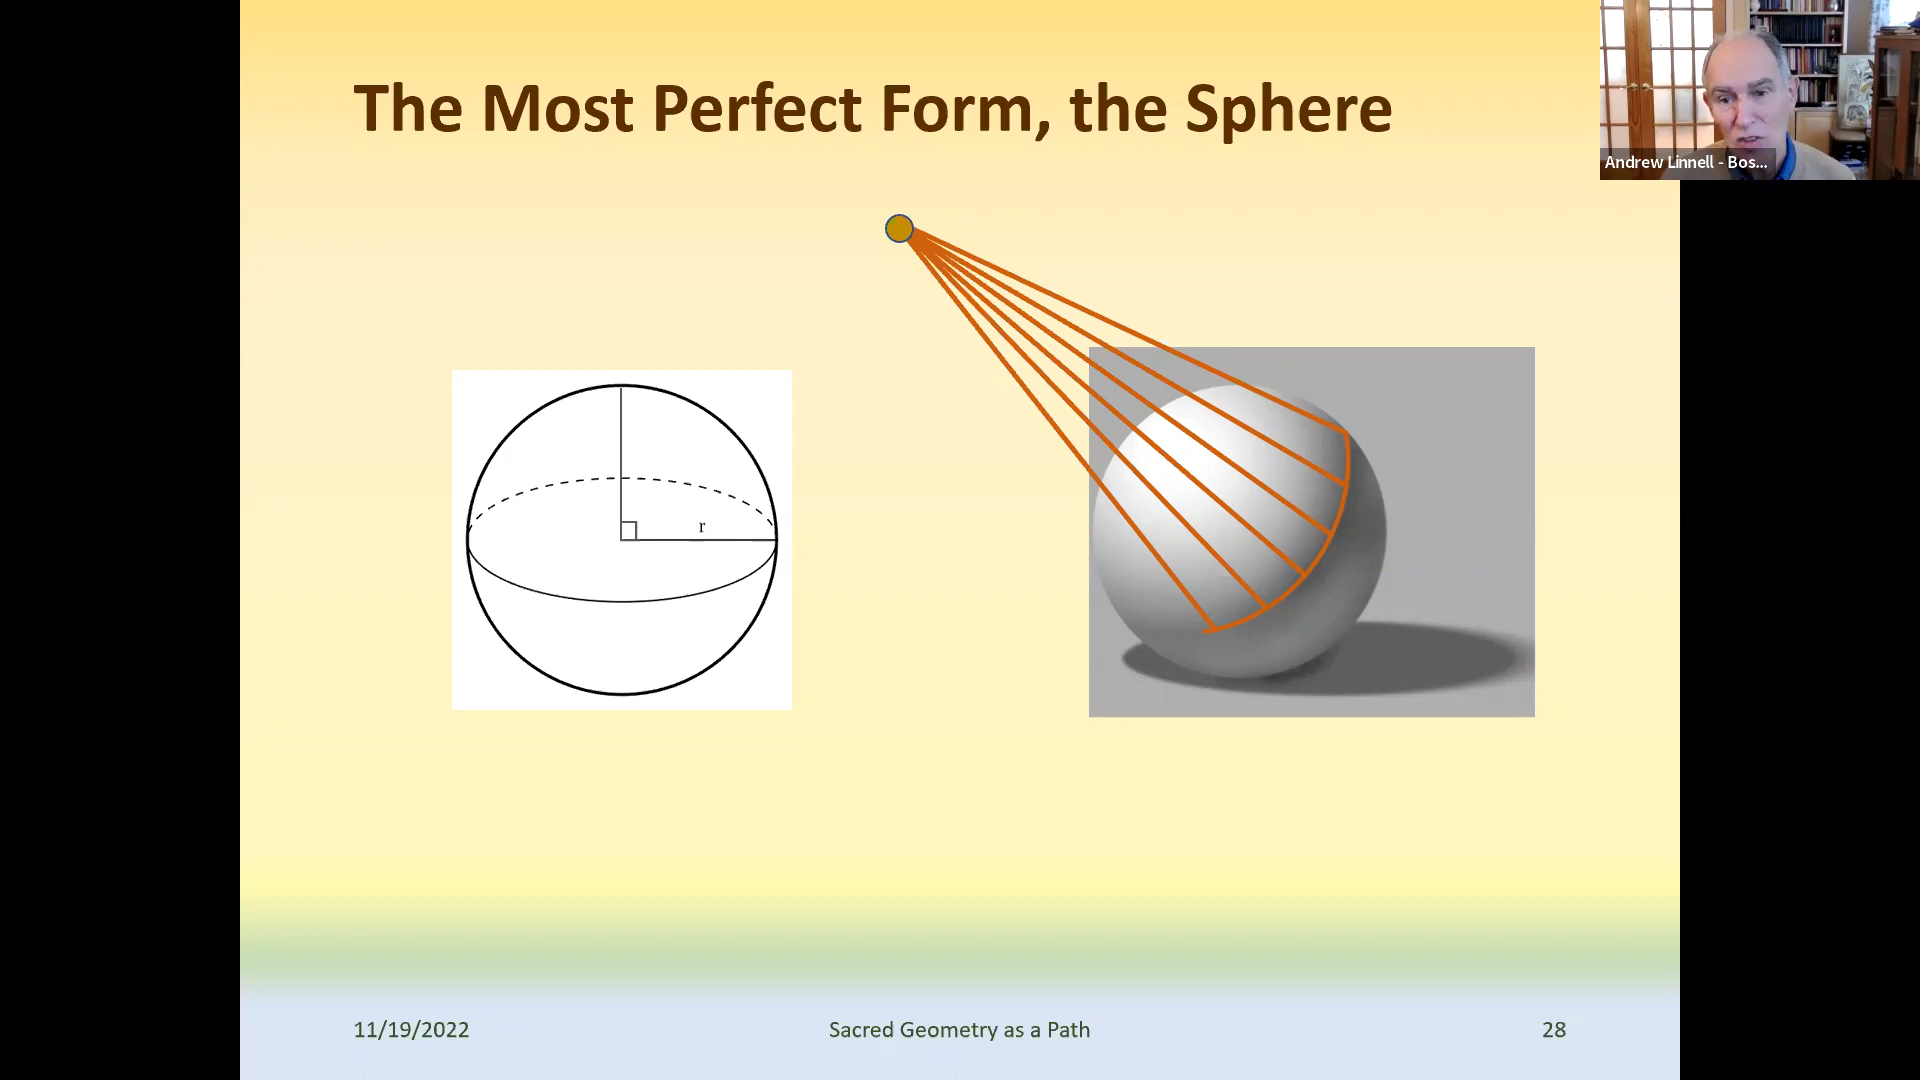 The Most Perfect Form, the Sphere
Andrew Linnell - Bos...
r
11/19/2022
Sacred Geometry as a Path
28